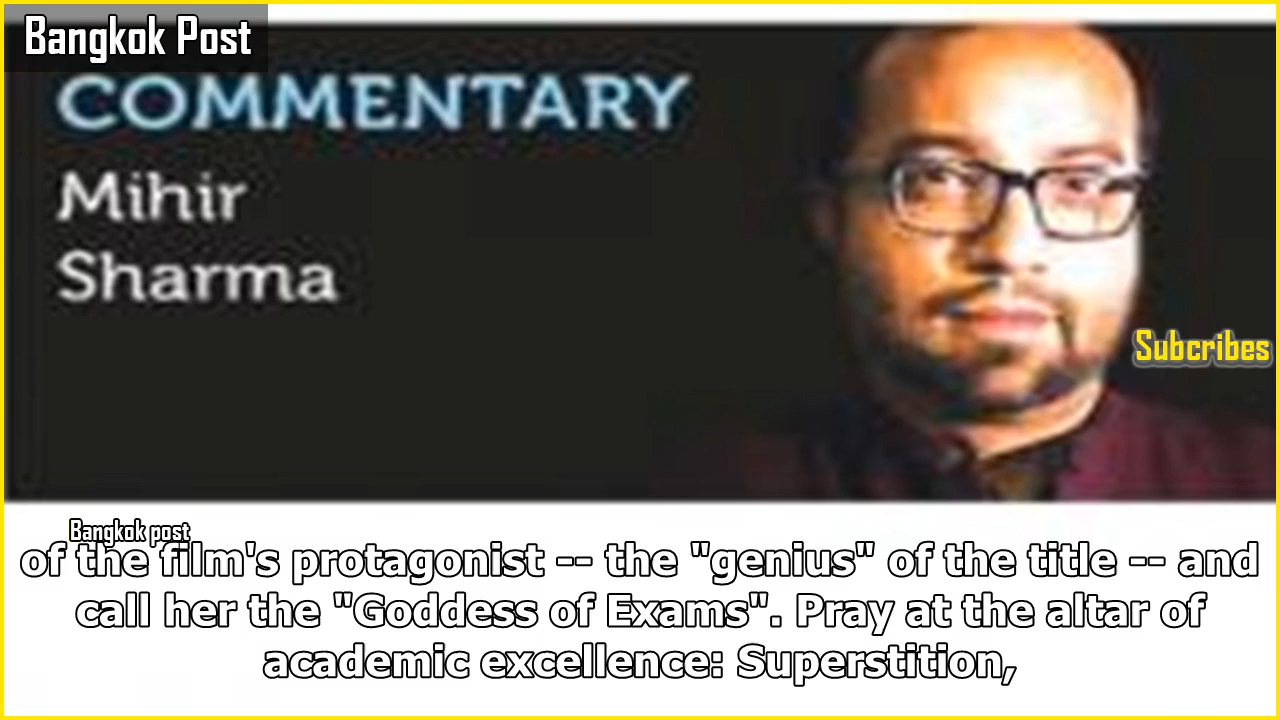 Bangkok Post
COMMENTARY
Mihir
Sharma
Subcribes
Bangkok post
of the film's protagonist -- the "genius" of the title -- and
call her the "Goddess of Exams". Pray at the altar of
academic excellence: Superstition,